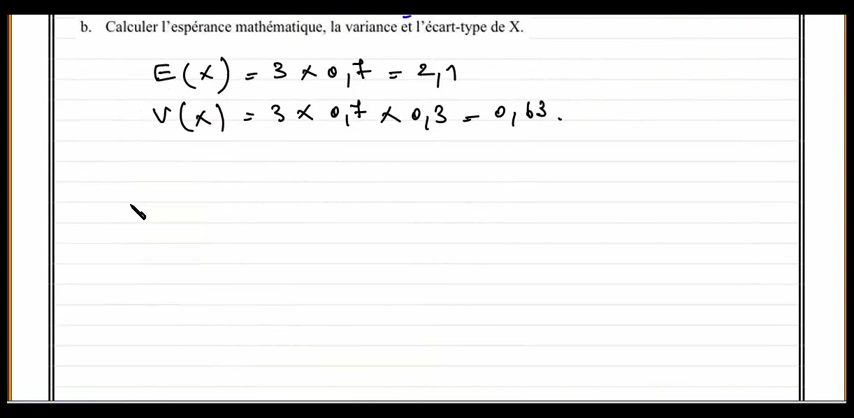 b. Calculer l'espérance mathématique, la variance et l'écart-type de X.
E(X) = 3 × 0,7 = 2,1
V(X) = 3 × 0,7 × 0,3 = 0,63.